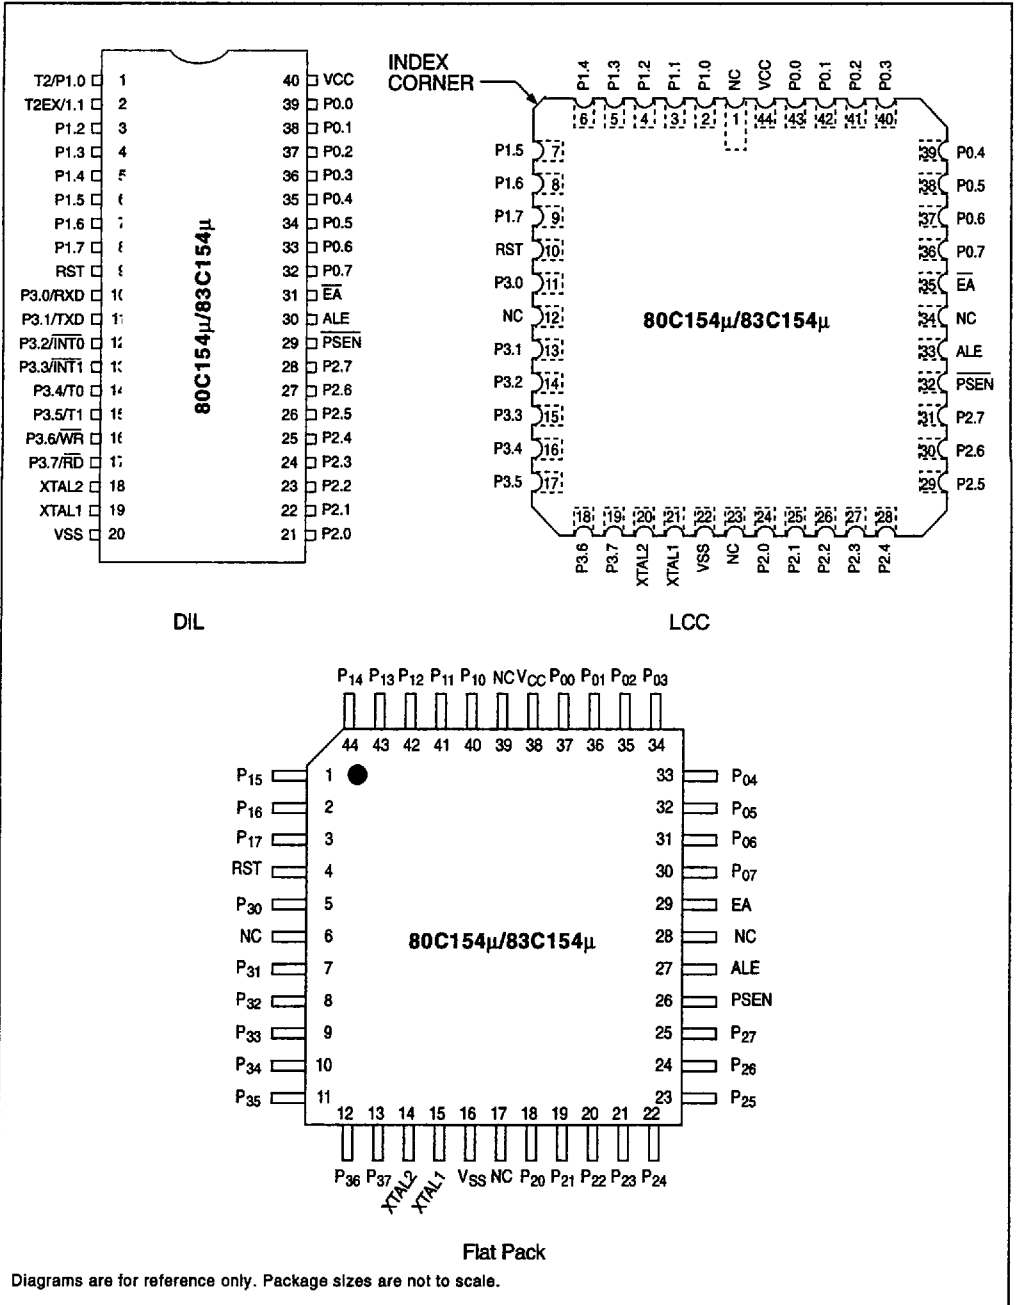 T2/P1.0 1 40 VCC
T2EX/1.1 2 39 P0.0
P1.2 3 38 P0.1
P1.3 4 37 P0.2
P1.4 36 P0.3
P1.5 35 P0.4
P1.6 34 P0.5
P1.7 33 P0.6
RST 32 P0.7
P3.0/RXD 31 EA
P3.1/TXD 30 ALE
P3.2/INT0 29 PSEN
P3.3/INT1 28 P2.7
P3.4/T0 27 P2.6
P3.5/T1 26 P2.5
P3.6/WR 25 P2.4
P3.7/RD 24 P2.3
XTAL2 18 23 P2.2
XTAL1 19 22 P2.1
VSS 20 21 P2.0
80C154µ/83C154µ
DIL
INDEX
CORNER
P1.4 P1.3 P1.2 P1.1 P1.0 NC VCC P0.0 P0.1 P0.2 P0.3
6 5 4 3 2 1 44 43 42 41 40
P1.5 7 39 P0.4
P1.6 8 38 P0.5
P1.7 9 37 P0.6
RST 10 36 P0.7
P3.0 11 35 EA
NC 12 34 NC
P3.1 13 33 ALE
P3.2 14 32 PSEN
P3.3 15 31 P2.7
P3.4 16 30 P2.6
P3.5 17 29 P2.5
80C154µ/83C154µ
18 19 20 21 22 23 24 25 26 27 28
P3.6 P3.7 XTAL2 XTAL1 VSS NC P2.0 P2.1 P2.2 P2.3 P2.4
LCC
P14 P13 P12 P11 P10 NC VCC P00 P01 P02 P03
44 43 42 41 40 39 38 37 36 35 34
P15 1 33 P04
P16 2 32 P05
P17 3 31 P06
RST 4 30 P07
P30 5 29 EA
NC 6 28 NC
P31 7 27 ALE
P32 8 26 PSEN
P33 9 25 P27
P34 10 24 P26
P35 11 23 P25
80C154µ/83C154µ
12 13 14 15 16 17 18 19 20 21 22
P36 P37 XTAL2 XTAL1 VSS NC P20 P21 P22 P23 P24
Flat Pack
Diagrams are for reference only. Package sizes are not to scale.